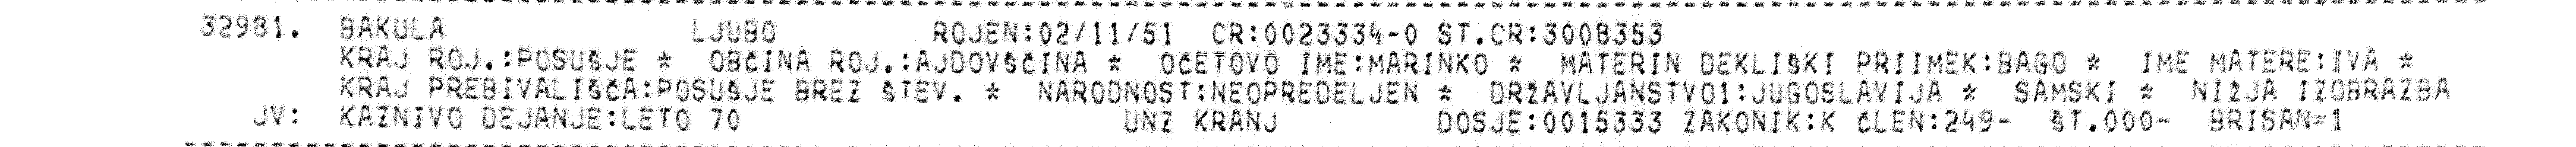 32981. BAKULA LJUBO ROJEN:02/11/51 CR:0023334-0 ST.CR:3008353
KRAJ ROJ.:POSUŠJE * OBČINA ROJ.:AJDOVŠČINA * OČETOVO IME:MARINKO * MATERIN DEKLIŠKI PRIIMEK:BAGO * IME MATERE:IVA *
KRAJ PREBIVALIŠČA:POSUŠJE BREZ ŠTEV. * NARODNOST:NEOPREDELJEN * DRŽAVLJANSTVO1:JUGOSLAVIJA * SAMSKI * NIŽJA IZOBRAZBA
JV: KAZNIVO DEJANJE:LETO 70 UNZ KRANJ DOSJE:0015333 ZAKONIK:K ČLEN:249- ŠT.000- BRISAN=1